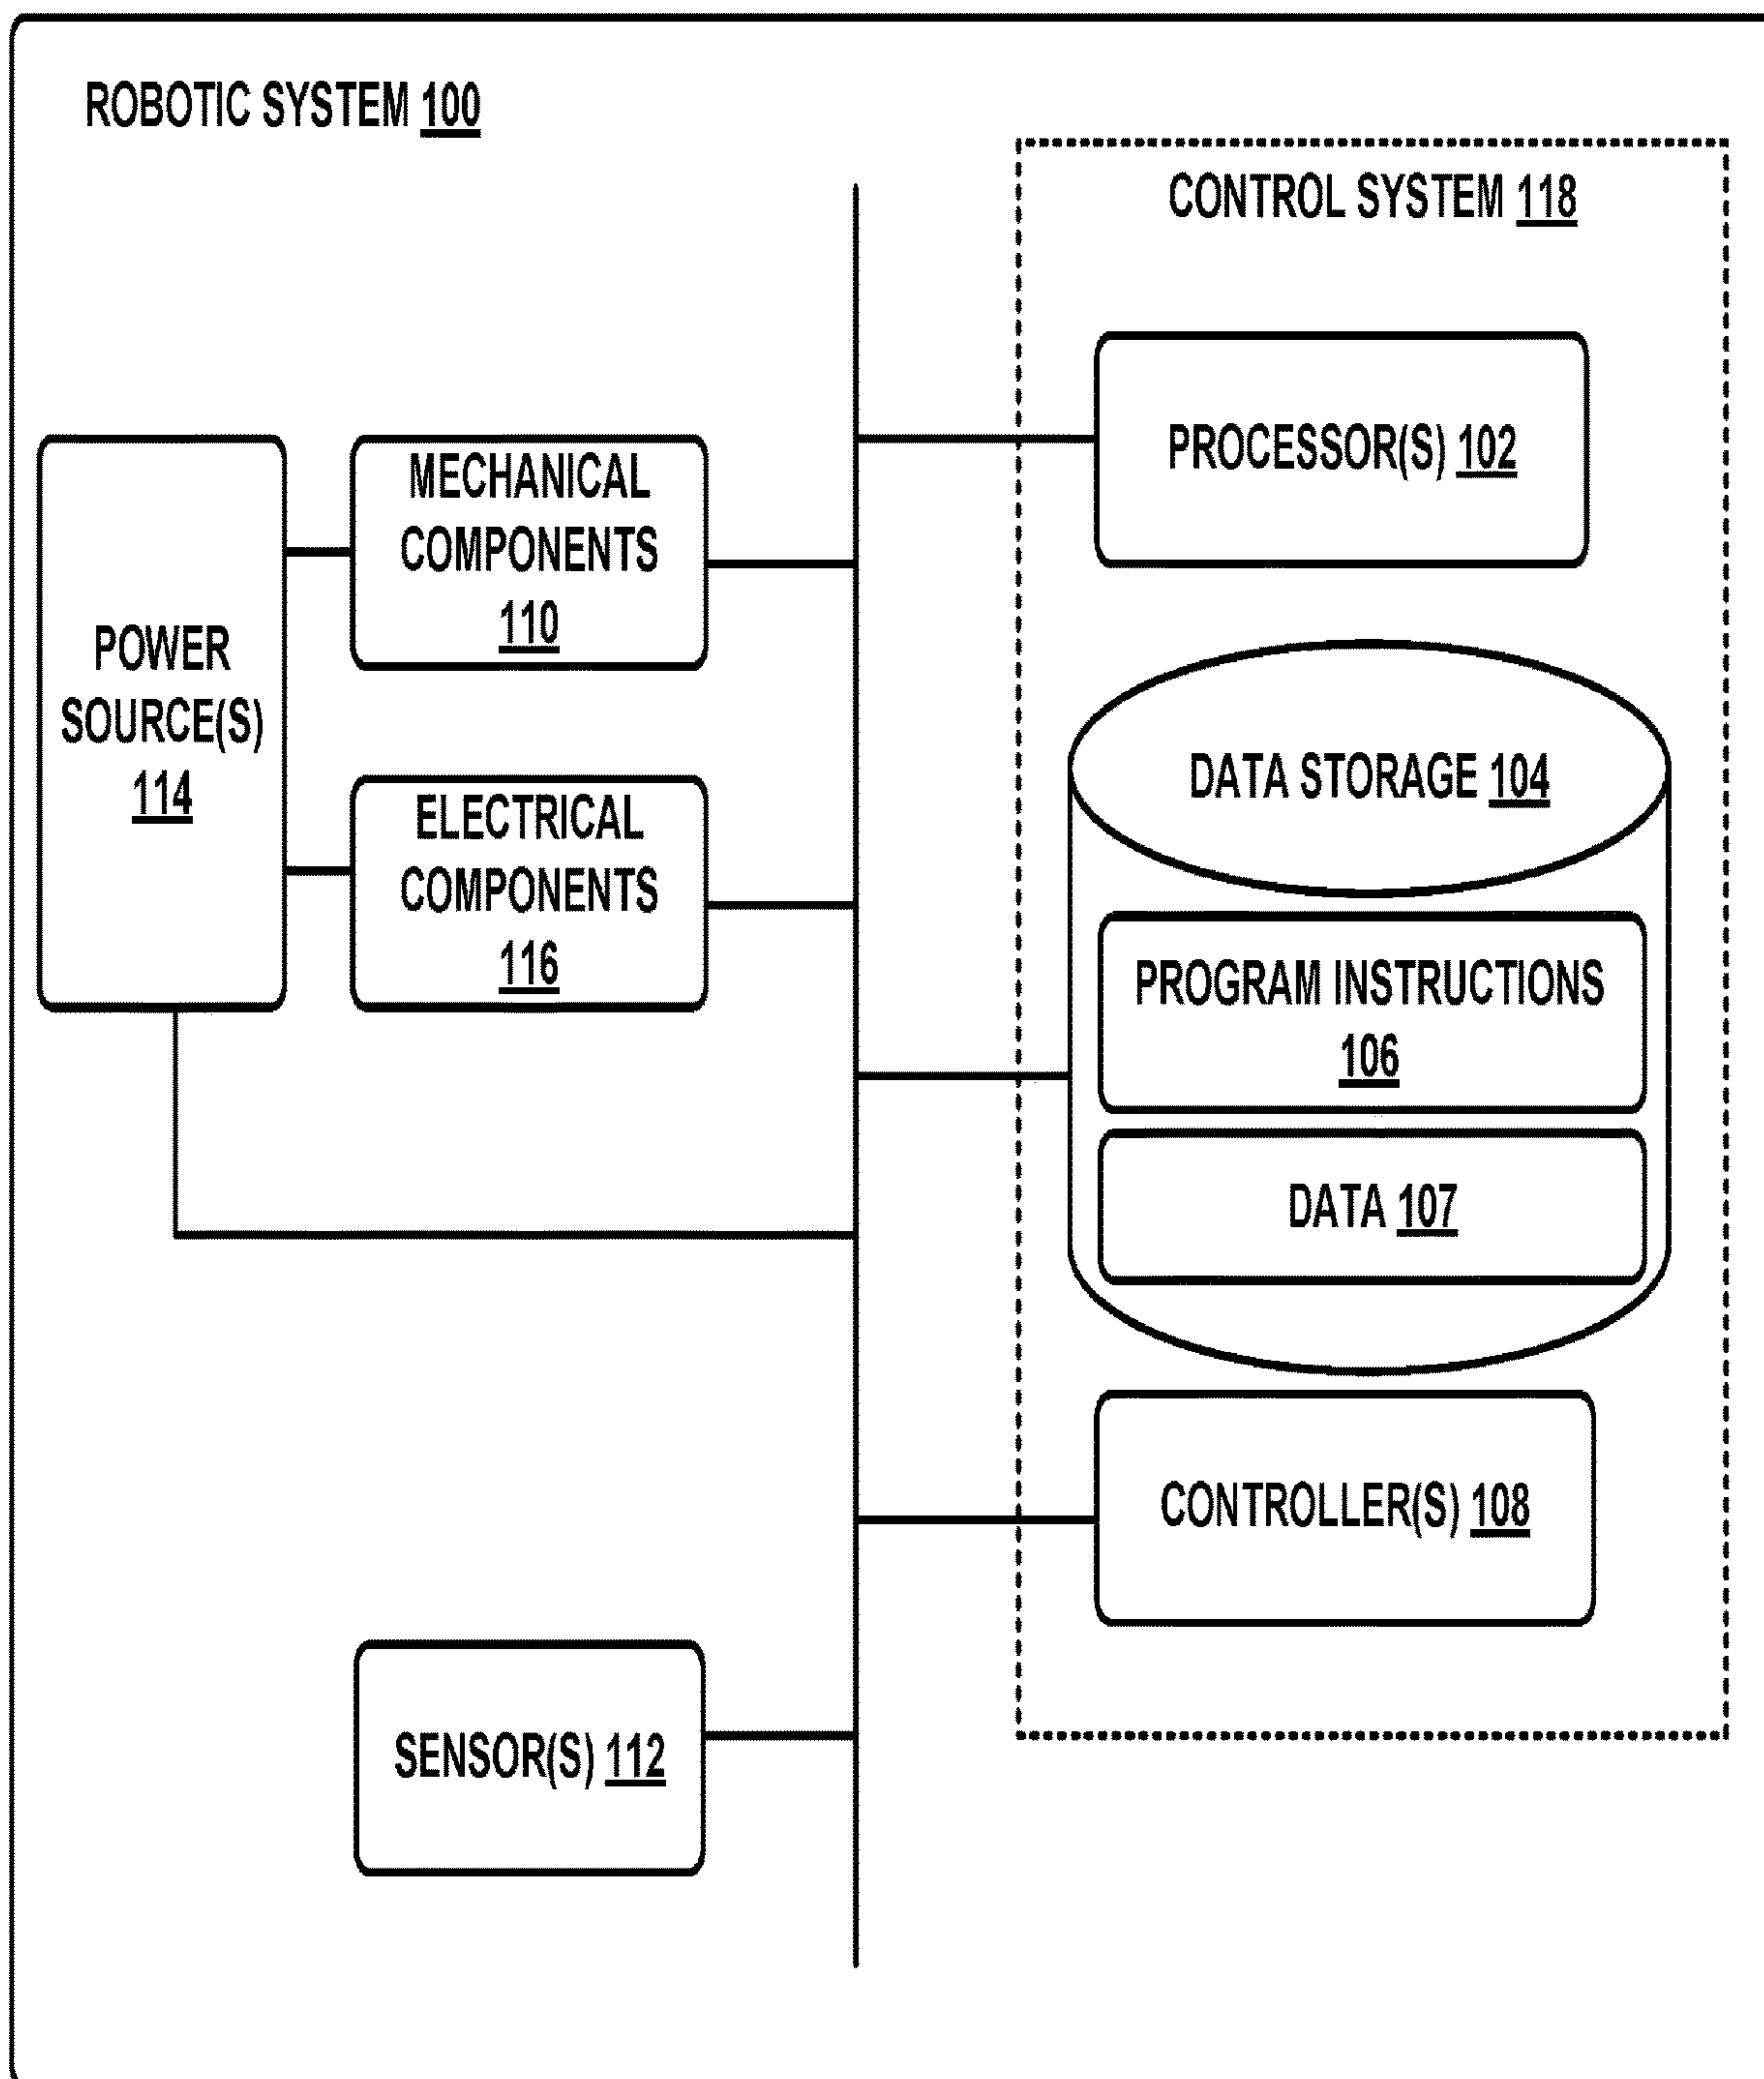 ROBOTIC SYSTEM 100
CONTROL SYSTEM 118
PROCESSOR(S) 102
MECHANICAL
COMPONENTS
110
POWER
SOURCE(S)
114
ELECTRICAL
COMPONENTS
116
DATA STORAGE 104
PROGRAM INSTRUCTIONS
106
DATA 107
CONTROLLER(S) 108
SENSOR(S) 112